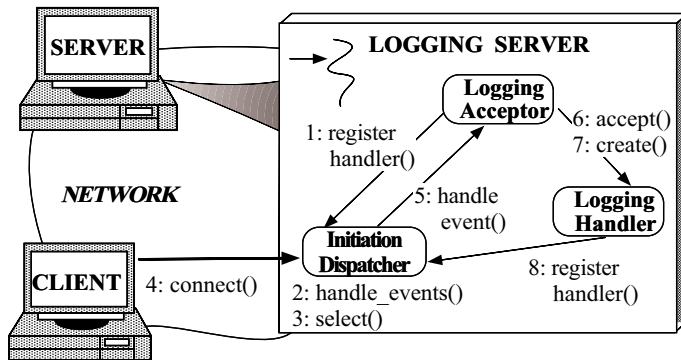 SERVER
LOGGING SERVER
Logging
Acceptor
1: register
handler()
6: accept()
7: create()
NETWORK
5: handle
event()
Logging
Handler
Initiation
Dispatcher
CLIENT
4: connect()
8: register
handler()
2: handle_events()
3: select()